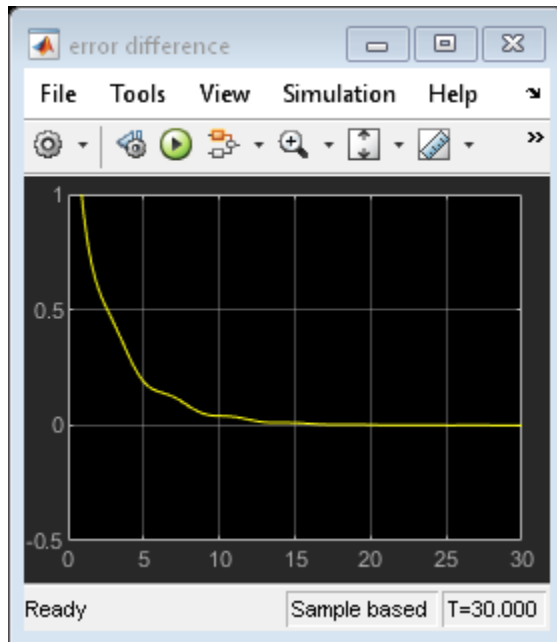 error difference
File Tools View Simulation Help
1
0.5
0
-0.5
0 5 10 15 20 25 30
Ready Sample based T=30.000